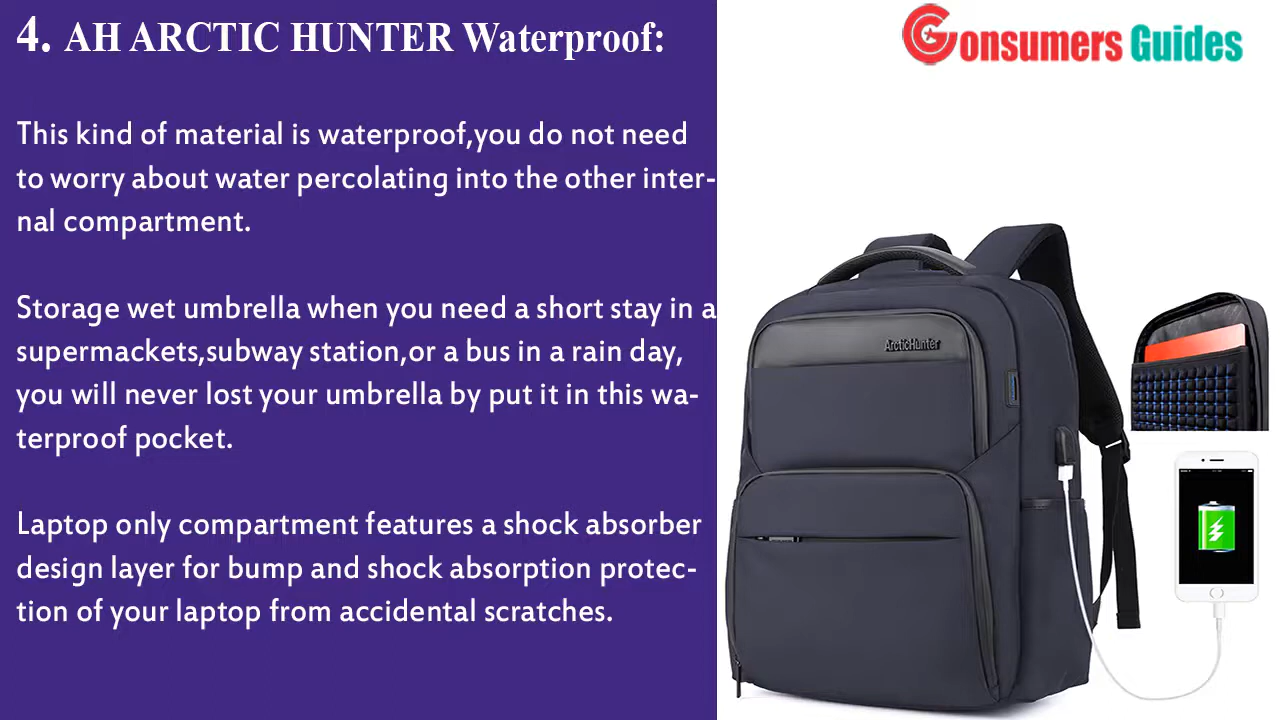 4. AH ARCTIC HUNTER Waterproof:
Consumers Guides
This kind of material is waterproof,you do not need
to worry about water percolating into the other inter-
nal compartment.
Storage wet umbrella when you need a short stay in a
supermackets,subway station,or a bus in a rain day,
you will never lost your umbrella by put it in this wa-
terproof pocket.
Laptop only compartment features a shock absorber
design layer for bump and shock absorption protec-
tion of your laptop from accidental scratches.
ArcticHunter